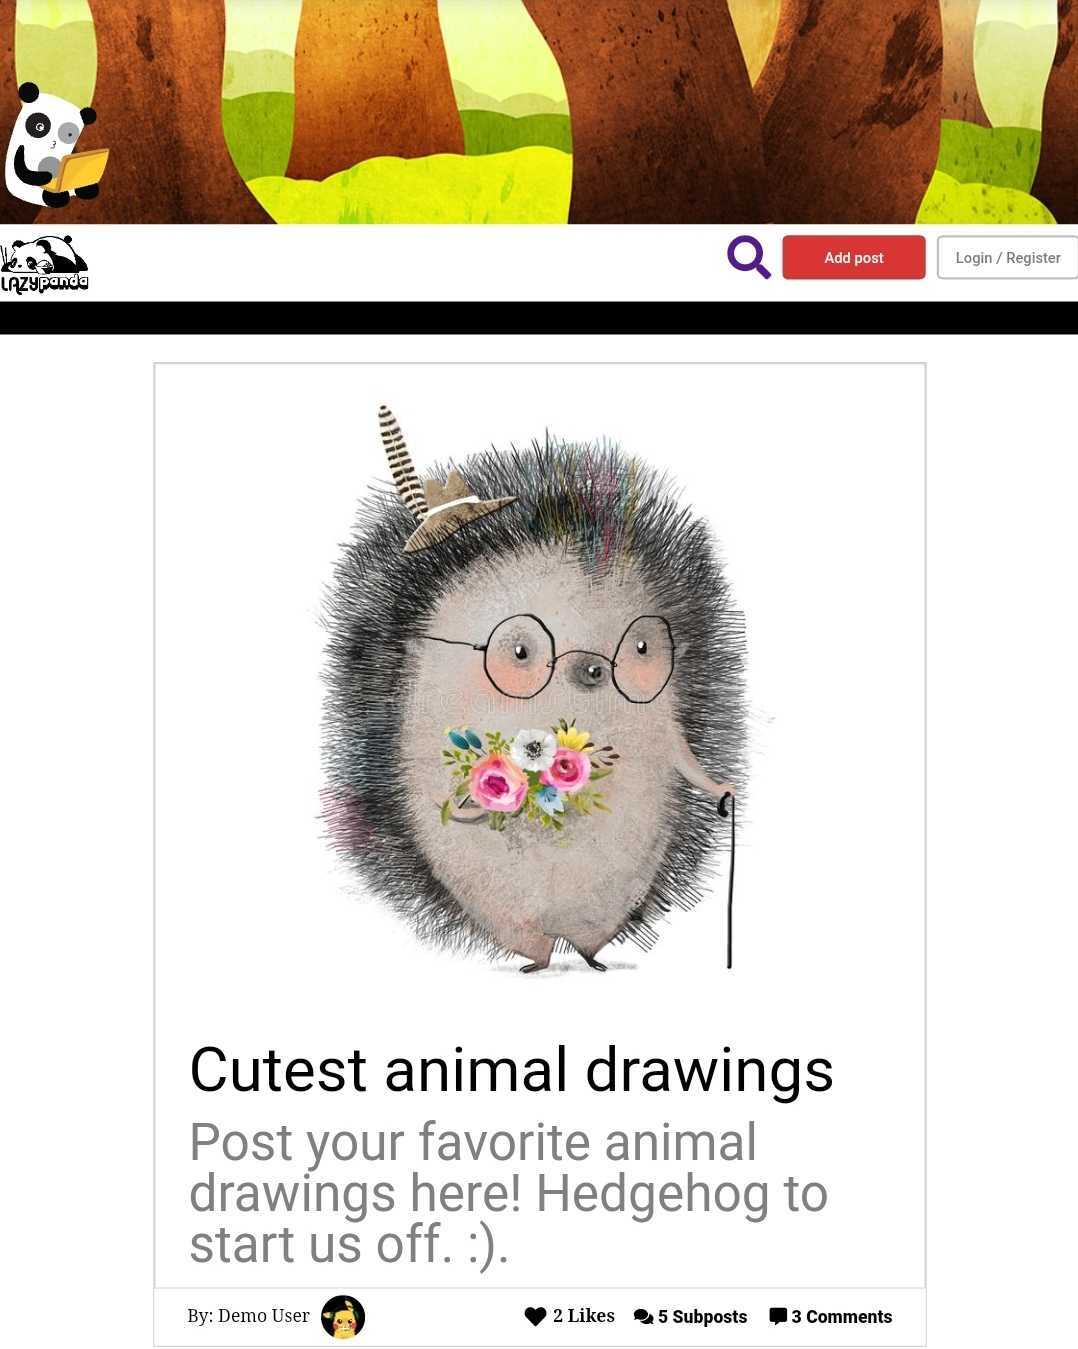 LAZYpanda
Add post
Login / Register
Cutest animal drawings
Post your favorite animal
drawings here! Hedgehog to
start us off. :).
By: Demo User
2 Likes
5 Subposts
3 Comments